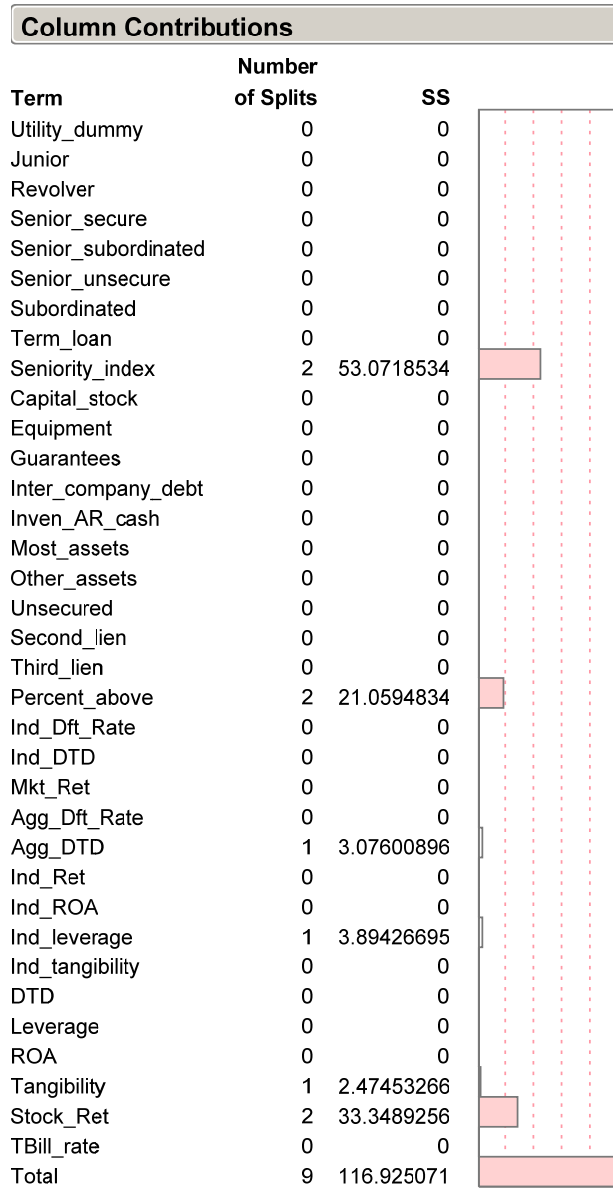 Column Contributions
Number
Term of Splits SS
Utility_dummy 0 0
Junior 0 0
Revolver 0 0
Senior_secure 0 0
Senior_subordinated 0 0
Senior_unsecure 0 0
Subordinated 0 0
Term_loan 0 0
Seniority_index 2 53.0718534
Capital_stock 0 0
Equipment 0 0
Guarantees 0 0
Inter_company_debt 0 0
Inven_AR_cash 0 0
Most_assets 0 0
Other_assets 0 0
Unsecured 0 0
Second_lien 0 0
Third_lien 0 0
Percent_above 2 21.0594834
Ind_Dft_Rate 0 0
Ind_DTD 0 0
Mkt_Ret 0 0
Agg_Dft_Rate 0 0
Agg_DTD 1 3.07600896
Ind_Ret 0 0
Ind_ROA 0 0
Ind_leverage 1 3.89426695
Ind_tangibility 0 0
DTD 0 0
Leverage 0 0
ROA 0 0
Tangibility 1 2.47453266
Stock_Ret 2 33.3489256
TBill_rate 0 0
Total 9 116.925071